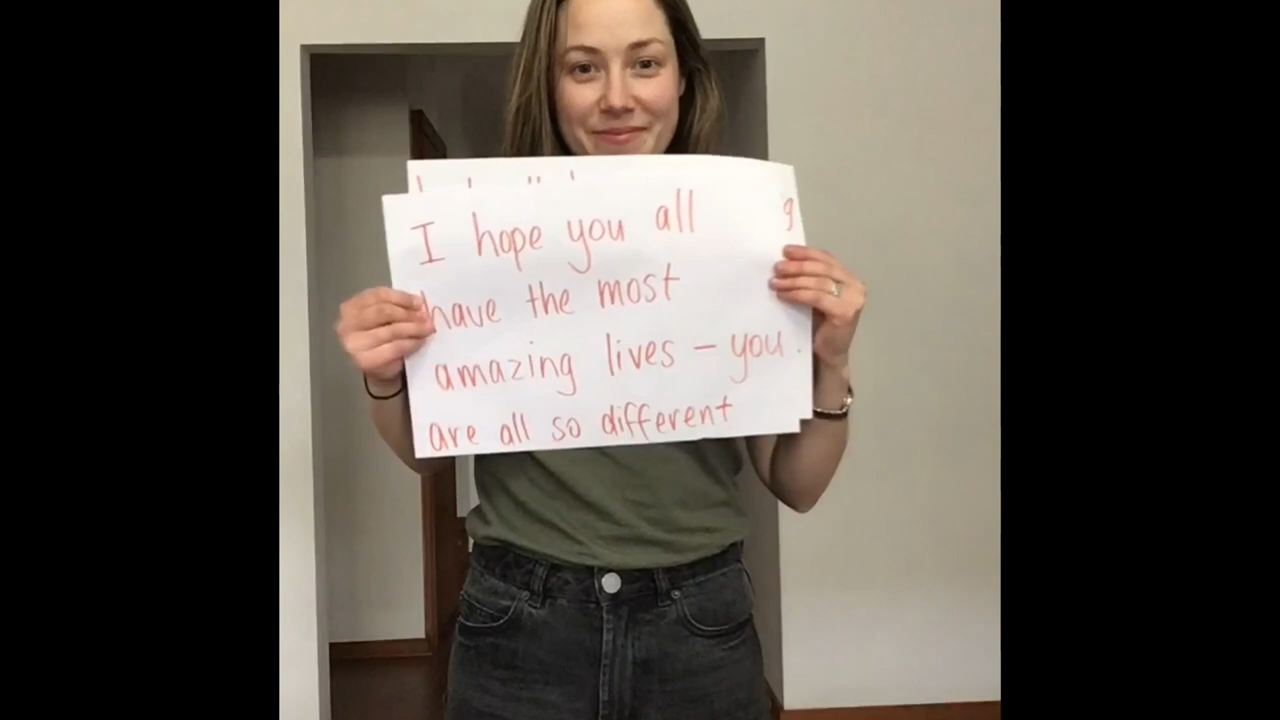 I hope you all
have the most
amazing lives – you
are all so different